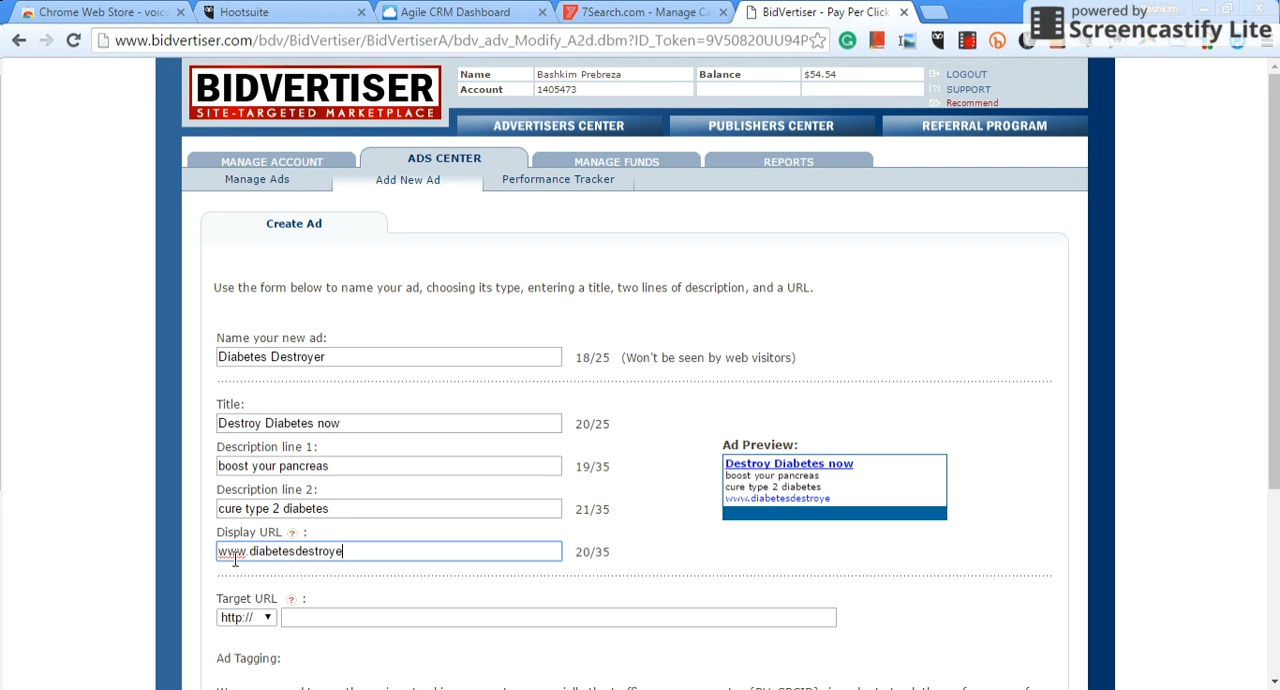 Chrome Web Store - voice
Hootsuite
Agile CRM Dashboard
7Search.com - Manage Ca
BidVertiser - Pay Per Click
powered by
Screencastify Lite
www.bidvertiser.com/bdv/BidVertiser/AdVertiserA/bdv_adv_Modify_A2d.dbm?ID_Token=9V50820UU94P
BIDVERTISER
SITE-TARGETED MARKETPLACE
Name Bashkim Prebreza Balance $54.54
Account 1405473
LOGOUT
SUPPORT
Recommend
ADVERTISERS CENTER PUBLISHERS CENTER REFERRAL PROGRAM
MANAGE ACCOUNT ADS CENTER MANAGE FUNDS REPORTS
Manage Ads Add New Ad Performance Tracker
Create Ad
Use the form below to name your ad, choosing its type, entering a title, two lines of description, and a URL.
Name your new ad:
Diabetes Destroyer 18/25 (Won't be seen by web visitors)
Title:
Destroy Diabetes now 20/25
Description line 1:
boost your pancreas 19/35
Description line 2:
cure type 2 diabetes 21/35
Display URL ? :
www.diabetesdestroye 20/35
Ad Preview:
Destroy Diabetes now
boost your pancreas
cure type 2 diabetes
www.diabetesdestroye
Target URL ? :
http://
Ad Tagging: